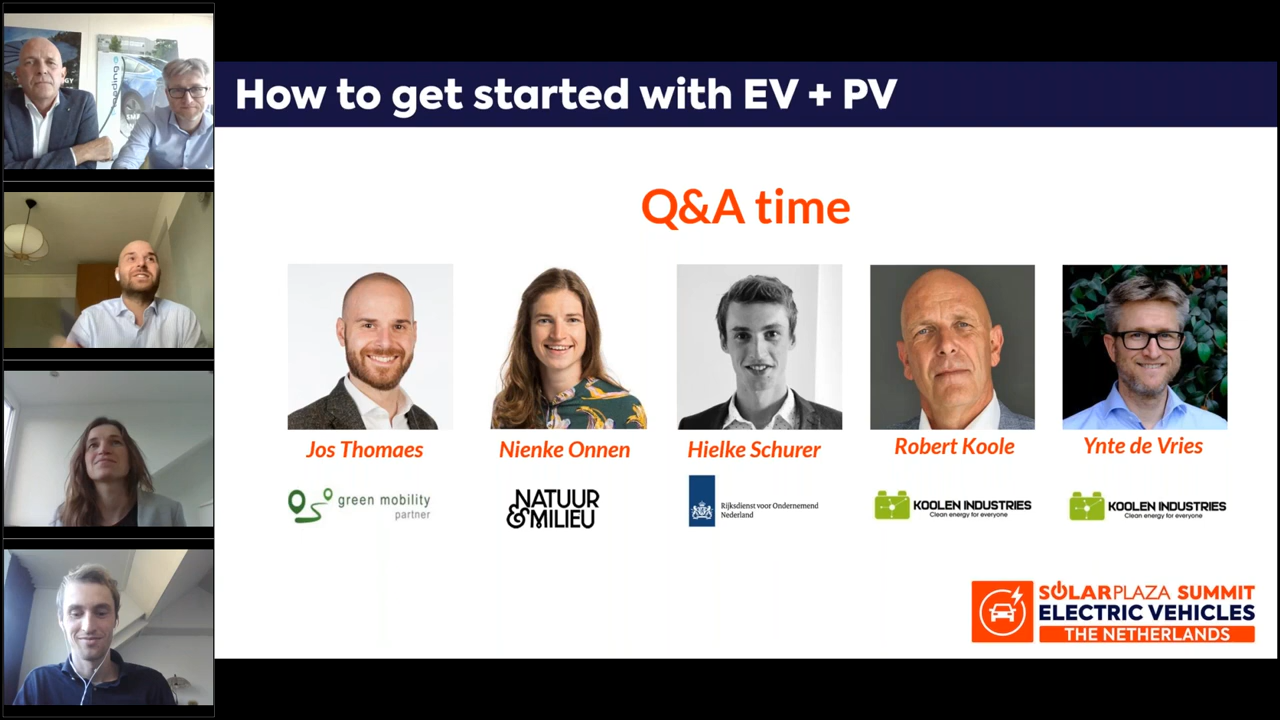 How to get started with EV + PV
Q&A time
Jos Thomaes
Nienke Onnen
Hielke Schurer
Robert Koole
Ynte de Vries
green mobility
partner
NATUUR
&MILIEU
Rijksdienst voor Ondernemend
Nederland
KOOLEN INDUSTRIES
Clean energy for everyone
KOOLEN INDUSTRIES
Clean energy for everyone
SOLARPLAZA SUMMIT
ELECTRIC VEHICLES
THE NETHERLANDS